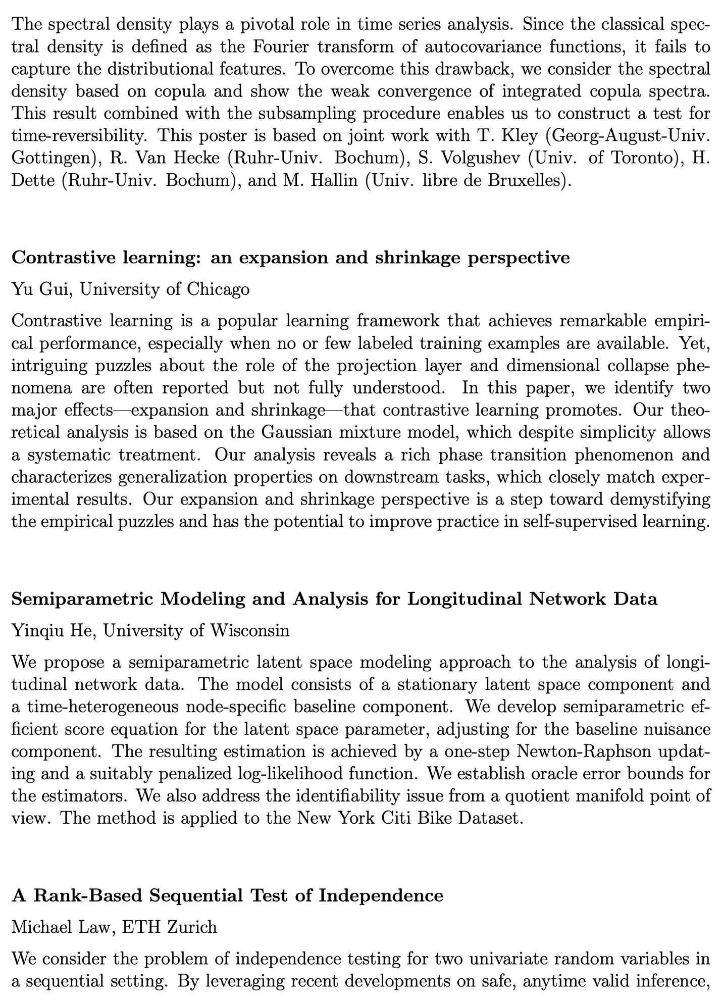 The spectral density plays a pivotal role in time series analysis. Since the classical spec-
tral density is defined as the Fourier transform of autocovariance functions, it fails to
capture the distributional features. To overcome this drawback, we consider the spectral
density based on copula and show the weak convergence of integrated copula spectra.
This result combined with the subsampling procedure enables us to construct a test for
time-reversibility. This poster is based on joint work with T. Kley (Georg-August-Univ.
Gottingen), R. Van Hecke (Ruhr-Univ. Bochum), S. Volgushev (Univ. of Toronto), H.
Dette (Ruhr-Univ. Bochum), and M. Hallin (Univ. libre de Bruxelles).
Contrastive learning: an expansion and shrinkage perspective
Yu Gui, University of Chicago
Contrastive learning is a popular learning framework that achieves remarkable empiri-
cal performance, especially when no or few labeled training examples are available. Yet,
intriguing puzzles about the role of the projection layer and dimensional collapse phe-
nomena are often reported but not fully understood. In this paper, we identify two
major effects—expansion and shrinkage—that contrastive learning promotes. Our theo-
retical analysis is based on the Gaussian mixture model, which despite simplicity allows
a systematic treatment. Our analysis reveals a rich phase transition phenomenon and
characterizes generalization properties on downstream tasks, which closely match exper-
imental results. Our expansion and shrinkage perspective is a step toward demystifying
the empirical puzzles and has the potential to improve practice in self-supervised learning.
Semiparametric Modeling and Analysis for Longitudinal Network Data
Yinqiu He, University of Wisconsin
We propose a semiparametric latent space modeling approach to the analysis of longi-
tudinal network data. The model consists of a stationary latent space component and
a time-heterogeneous node-specific baseline component. We develop semiparametric ef-
ficient score equation for the latent space parameter, adjusting for the baseline nuisance
component. The resulting estimation is achieved by a one-step Newton-Raphson updat-
ing and a suitably penalized log-likelihood function. We establish oracle error bounds for
the estimators. We also address the identifiability issue from a quotient manifold point of
view. The method is applied to the New York Citi Bike Dataset.
A Rank-Based Sequential Test of Independence
Michael Law, ETH Zurich
We consider the problem of independence testing for two univariate random variables in
a sequential setting. By leveraging recent developments on safe, anytime valid inference,